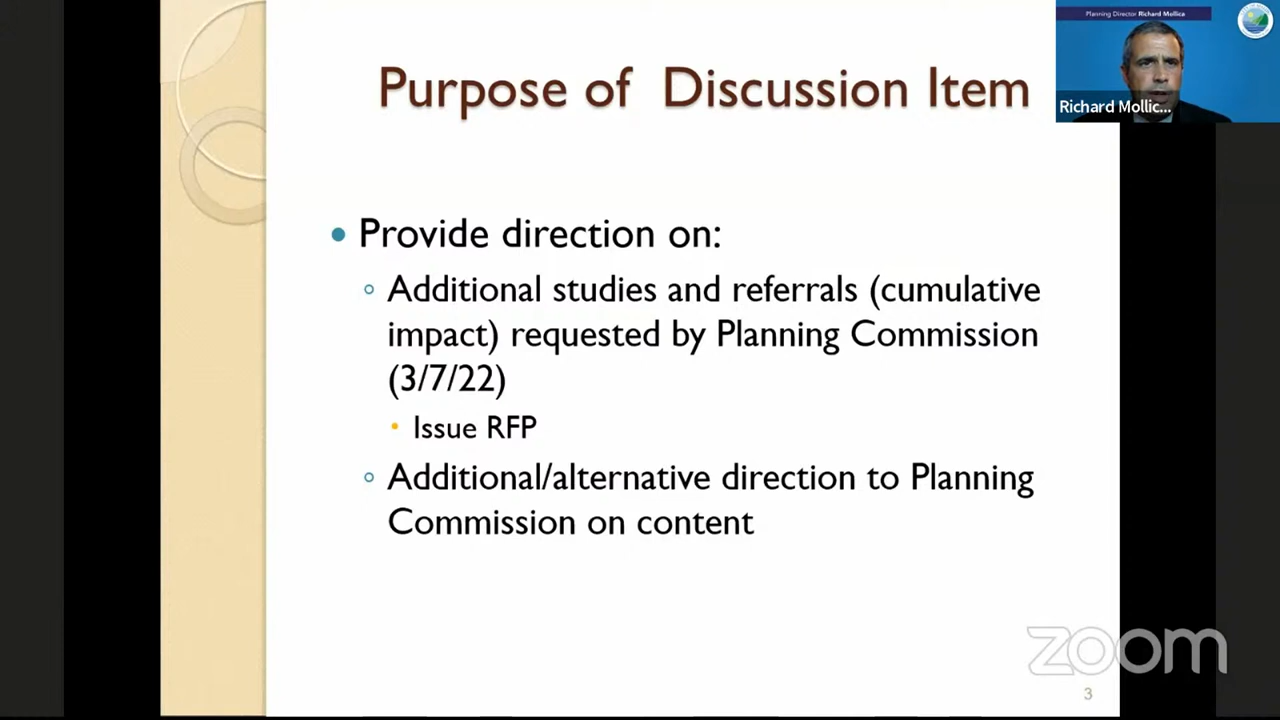 Planning Director Richard Mollica
Richard Mollic...
Purpose of Discussion Item
Provide direction on:
Additional studies and referrals (cumulative
impact) requested by Planning Commission
(3/7/22)
Issue RFP
Additional/alternative direction to Planning
Commission on content
zoom
3